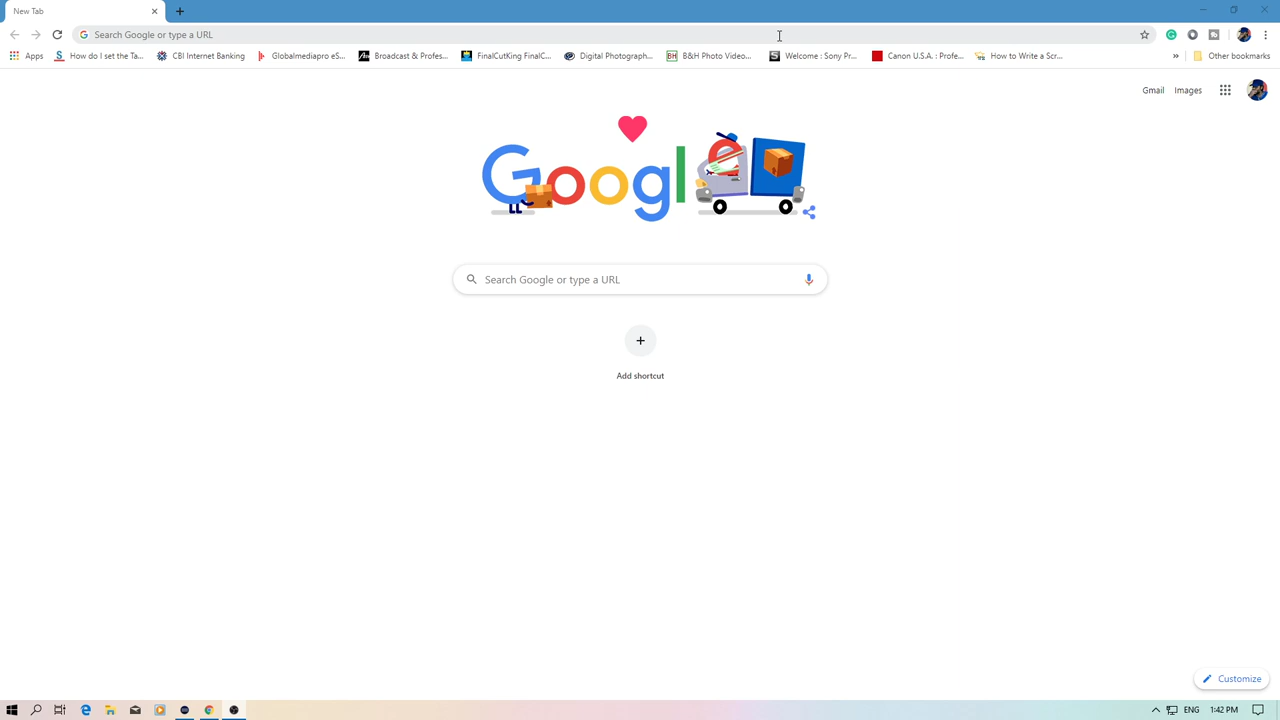 New Tab
Search Google or type a URL
Apps
How do I set the Ta...
CBI Internet Banking
Globalmediapro eS...
Broadcast & Profes...
FinalCutKing FinalC...
Digital Photograph...
B&H Photo Video...
Welcome : Sony Pr...
Canon U.S.A. : Profe...
How to Write a Scr...
»
Other bookmarks
Gmail
Images
Googl
Search Google or type a URL
Add shortcut
Customize
ENG
1:42 PM